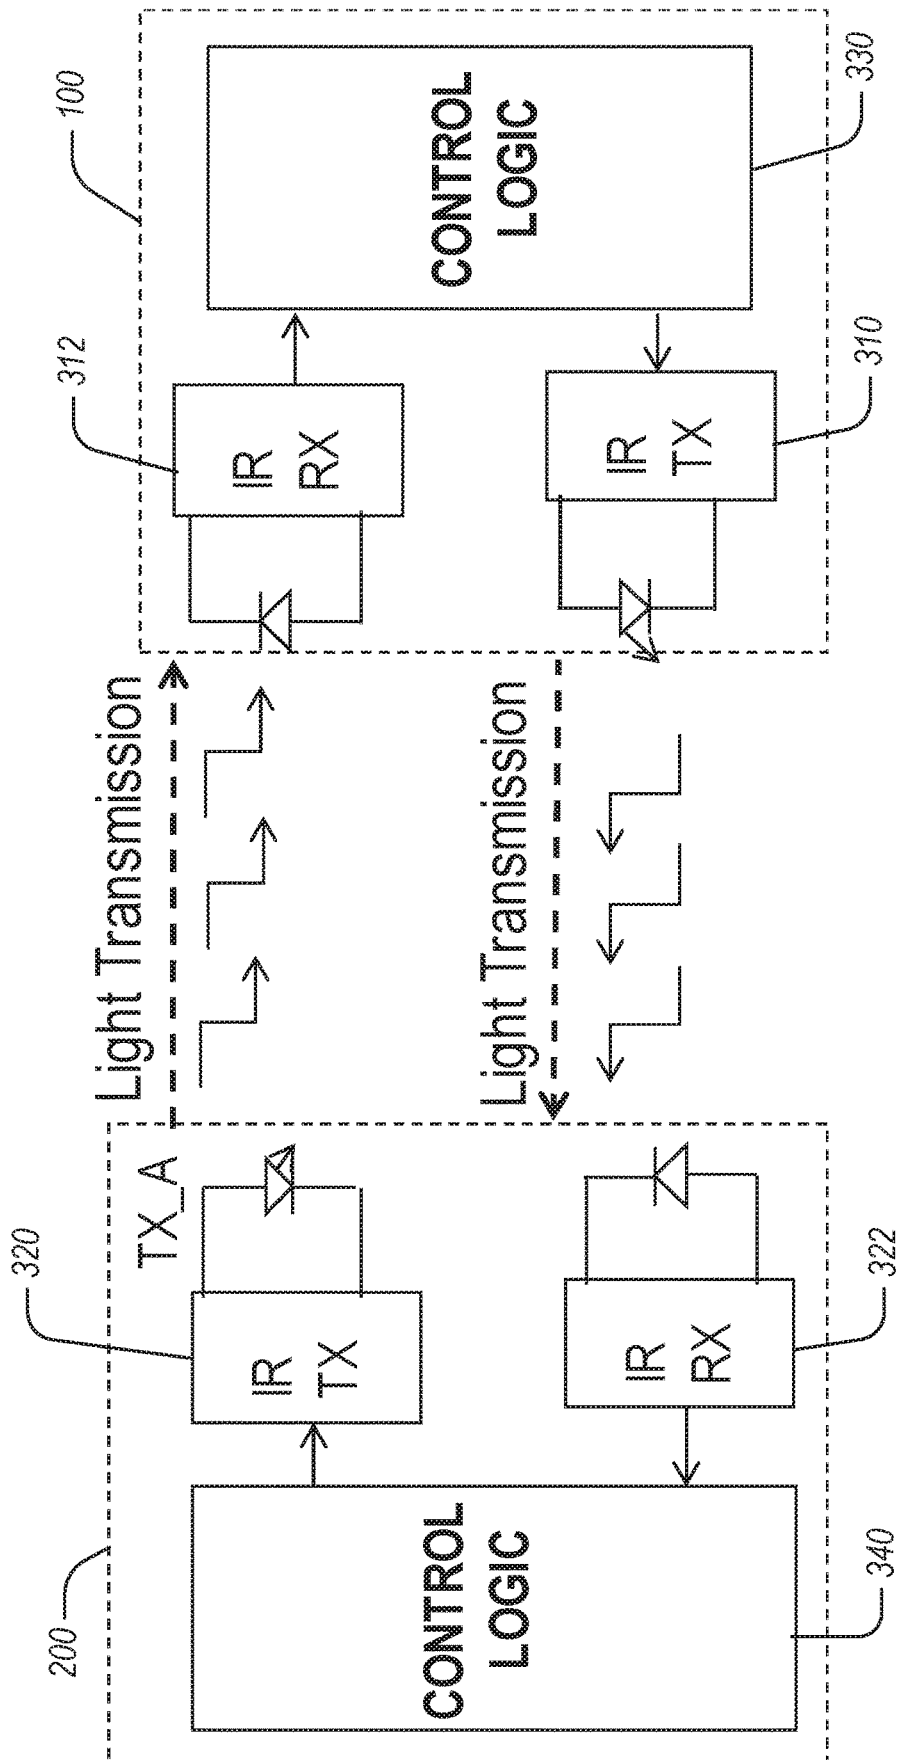 200
320
Light Transmission
312
100
TX_A
CONTROL
LOGIC
IR
TX
IR
RX
CONTROL
LOGIC
Light Transmission
IR
RX
IR
TX
340
322
310
330